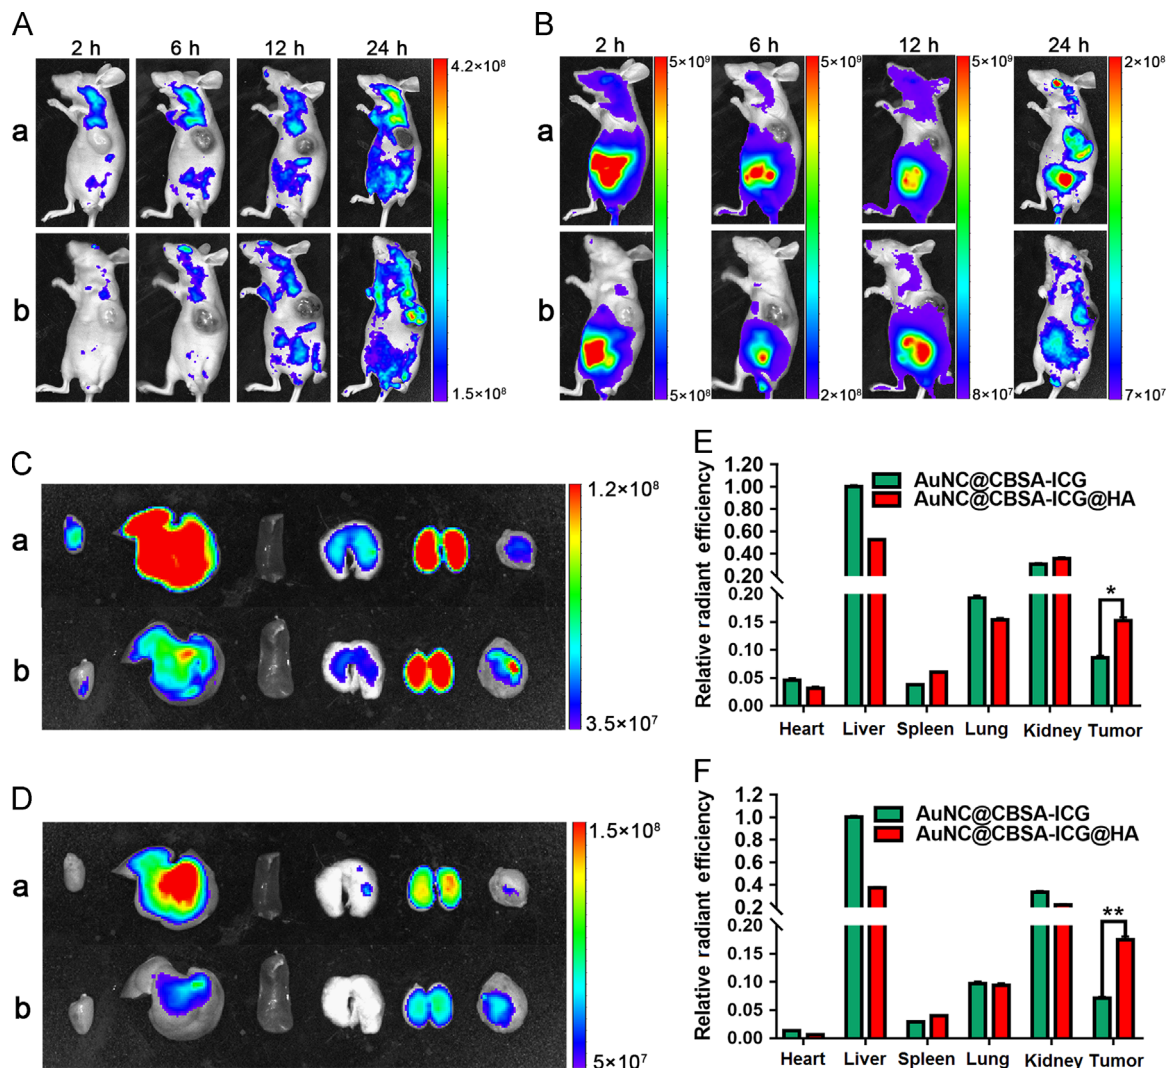 A
2 h 6 h 12 h 24 h
a
b
4.2×10⁸
1.5×10⁸
B
2 h 6 h 12 h 24 h
a
b
5×10⁹ 5×10⁹ 5×10⁹ 2×10⁸
5×10⁸ 2×10⁸ 8×10⁷ 7×10⁷
C
a
b
1.2×10⁸
3.5×10⁷
D
a
b
1.5×10⁸
5×10⁷
E
Relative radiant efficiency
1.20
1.00
0.80
0.60
0.40
0.20
0.20
0.15
0.10
0.05
0.00
AuNC@CBSA-ICG
AuNC@CBSA-ICG@HA
*
Heart Liver Spleen Lung Kidney Tumor
F
Relative radiant efficiency
1.2
1.0
0.8
0.6
0.4
0.2
0.20
0.15
0.10
0.05
0.00
AuNC@CBSA-ICG
AuNC@CBSA-ICG@HA
**
Heart Liver Spleen Lung Kidney Tumor